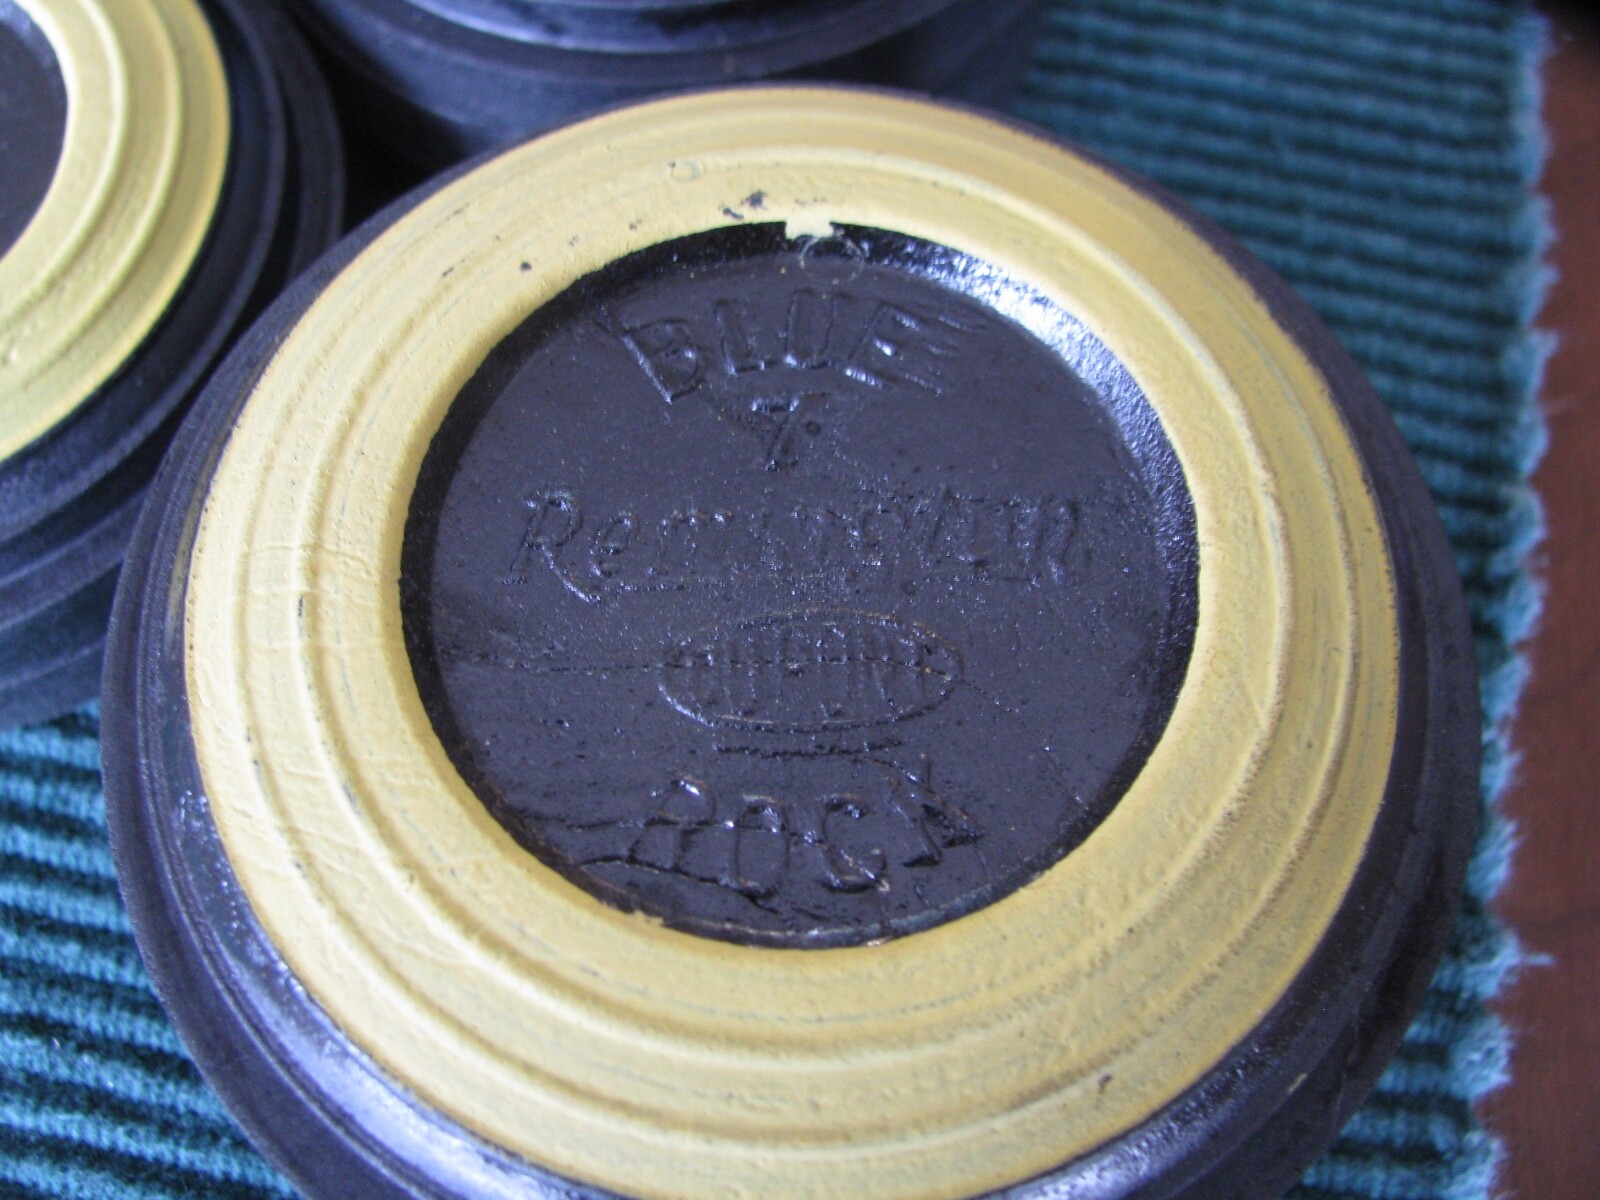 BLUE
7.
Remington
DUPONT
ROCK